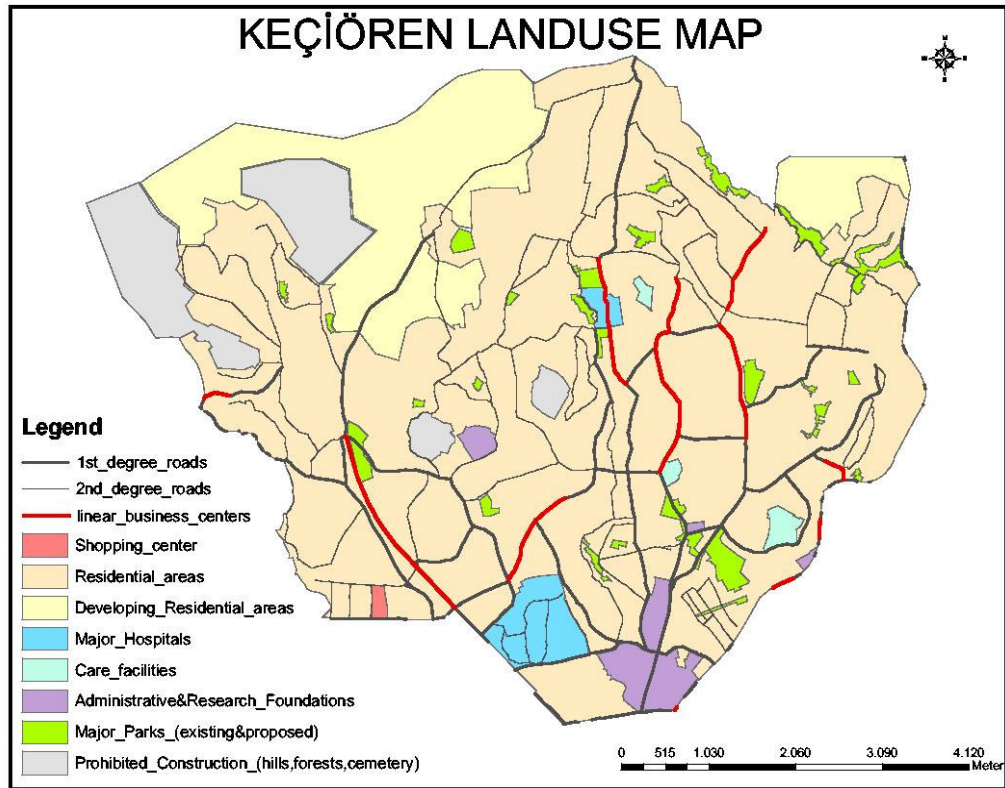 KEÇİÖREN LANDUSE MAP
Legend
1st_degree_roads
2nd_degree_roads
linear_business_centers
Shopping_center
Residential_areas
Developing_Residential_areas
Major_Hospitals
Care_facilities
Administrative&Research_Foundations
Major_Parks_(existing&proposed)
Prohibited_Construction_(hills,forests,cemetery)
0 515 1.030 2.060 3.090 4.120
Meter